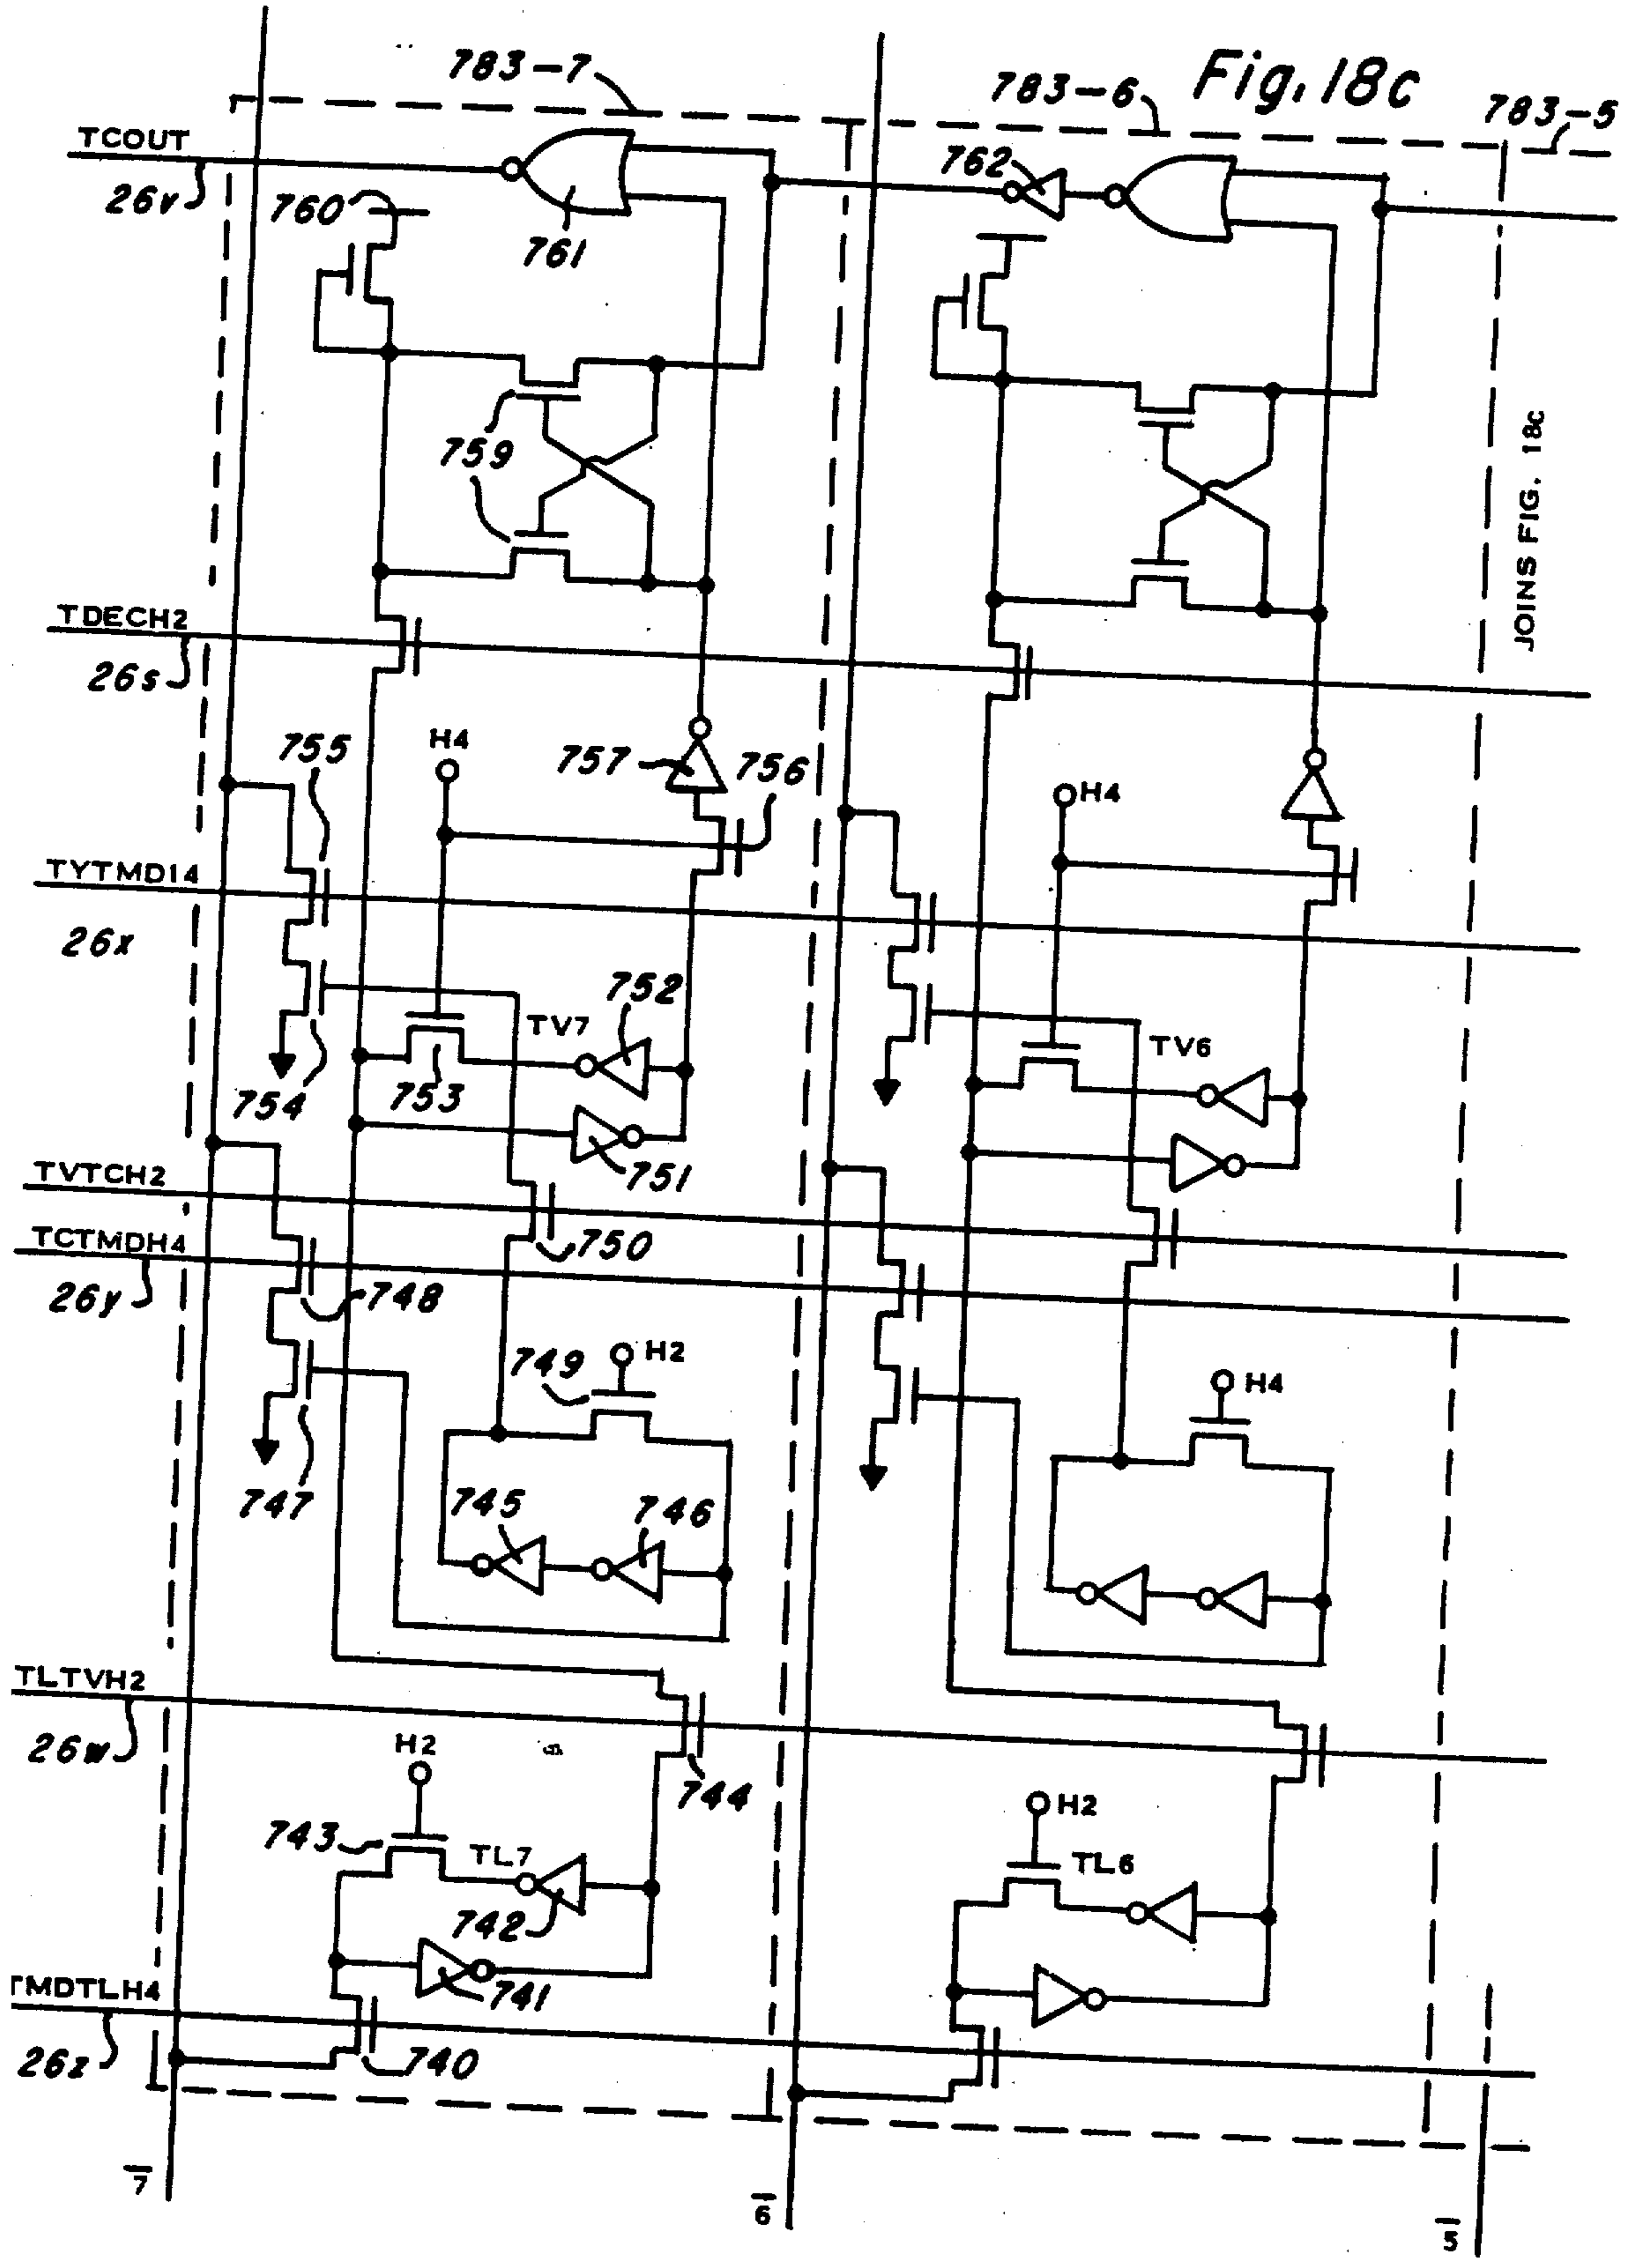 783-7
783-6
Fig. 18c
783-5
TCOUT
26v
760
761
762
759
JOINS FIG. 18c
TDECH2
26s
755
H4
757
756
H4
TYTMD14
26x
752
TV7
TV6
754
753
751
TVTCH2
TCTMDH4
750
26y
748
749
H2
H4
747
745
746
TLTVH2
26w
H2
744
743
TL7
H2
TL6
742
TMDTLH4
741
26z
740
7
6
5